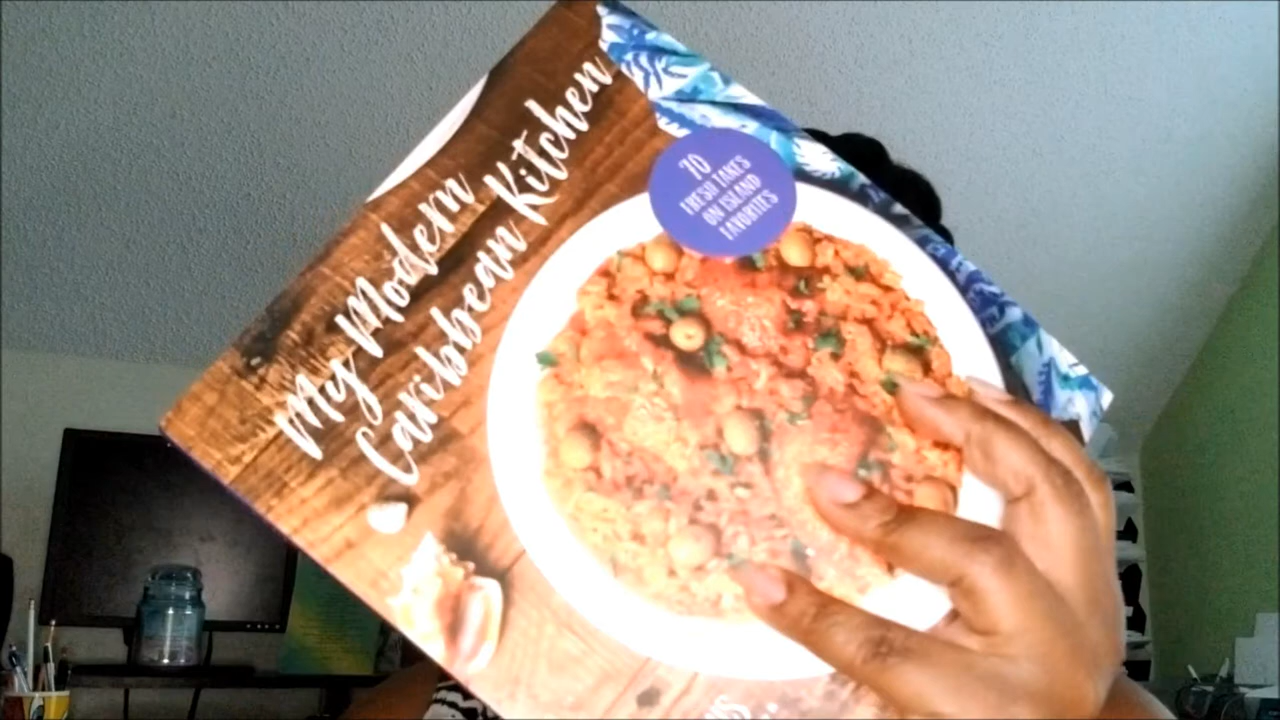 My Modern
Caribbean Kitchen
70
FRESH TAKES
ON ISLAND
FAVORITES